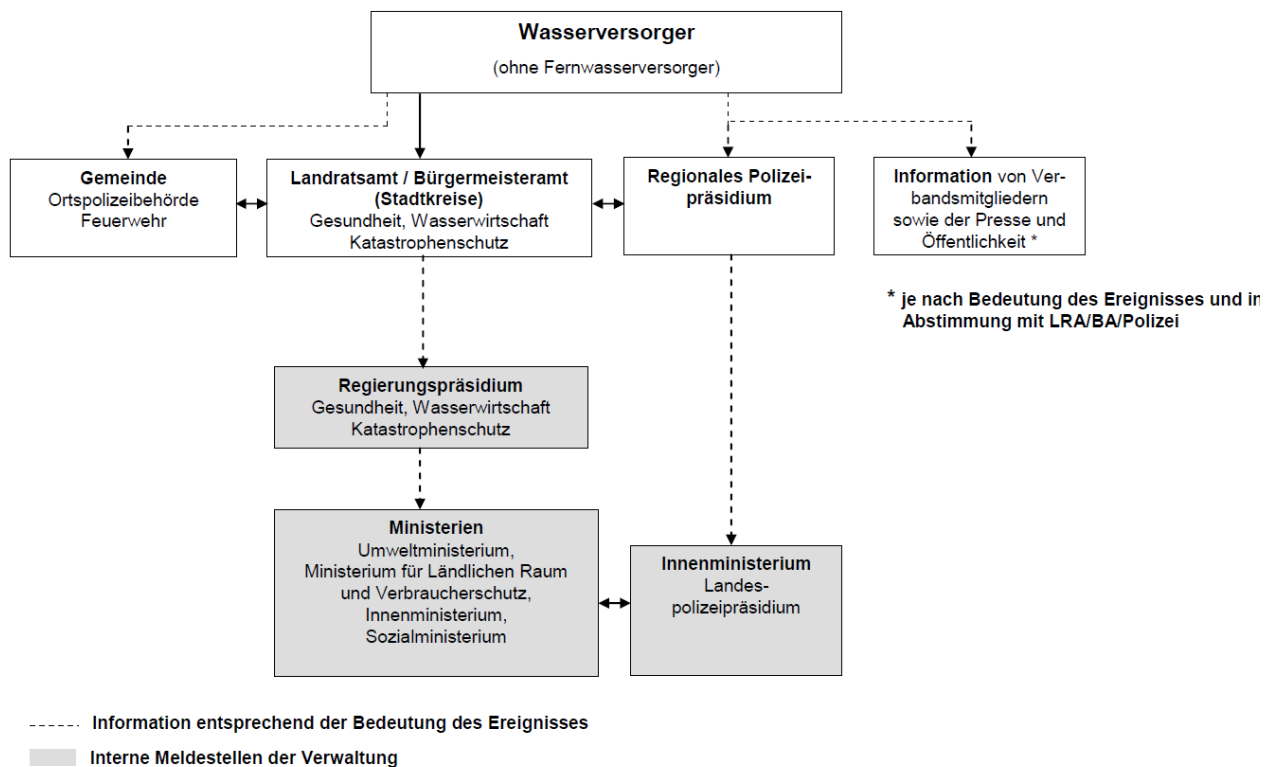 Wasserversorger
(ohne Fernwasserversorger)
Gemeinde
Ortspolizeibehörde
Feuerwehr
Landratsamt / Bürgermeisteramt
(Stadtkreise)
Gesundheit, Wasserwirtschaft
Katastrophenschutz
Regionales Polizei-
präsidium
Information von Ver-
bandsmitgliedern
sowie der Presse und
Öffentlichkeit *
* je nach Bedeutung des Ereignisses und in
Abstimmung mit LRA/BA/Polizei
Regierungspräsidium
Gesundheit, Wasserwirtschaft
Katastrophenschutz
Ministerien
Umweltministerium,
Ministerium für Ländlichen Raum
und Verbraucherschutz,
Innenministerium,
Sozialministerium
Innenministerium
Landes-
polizeipräsidium
Information entsprechend der Bedeutung des Ereignisses
Interne Meldestellen der Verwaltung